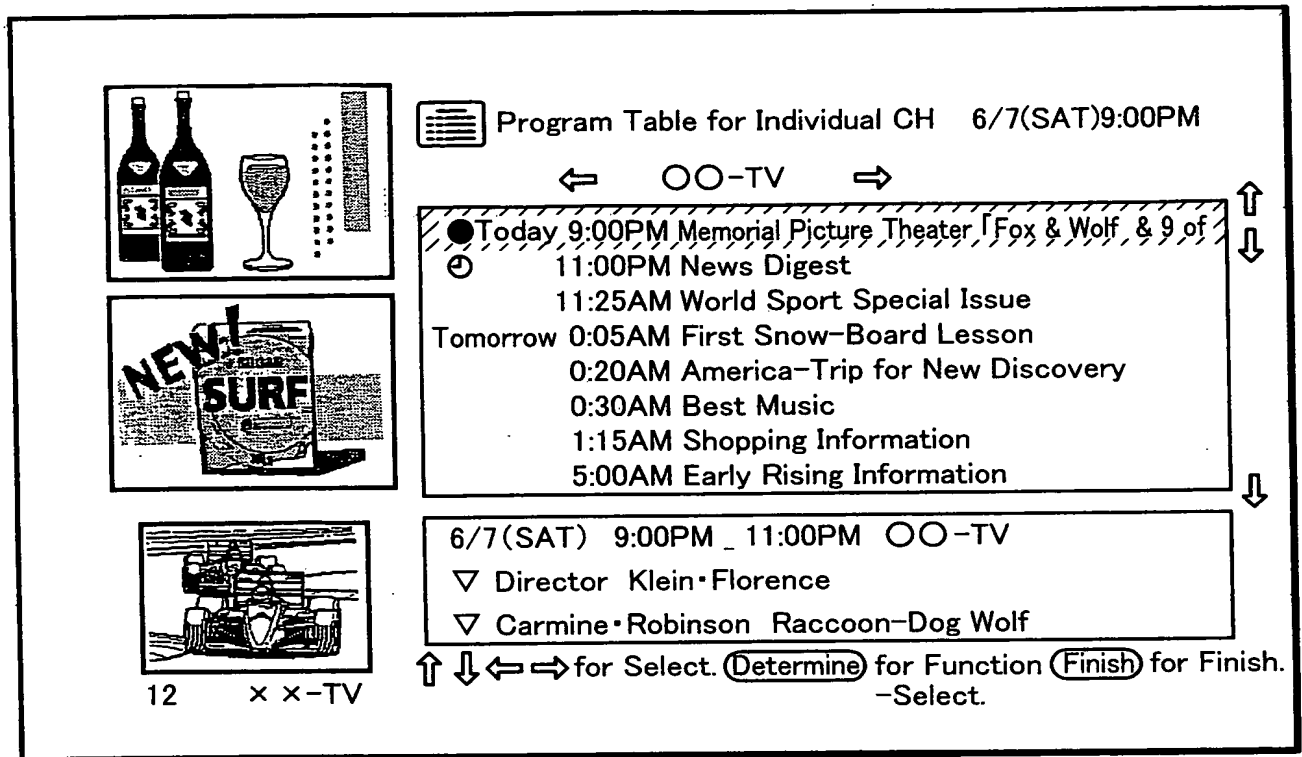 Program Table for Individual CH 6/7(SAT)9:00PM
⇦ ○○-TV ⇨
●Today 9:00PM Memorial Picture Theater「Fox & Wolf & 9 of
11:00PM News Digest
11:25AM World Sport Special Issue
Tomorrow 0:05AM First Snow-Board Lesson
0:20AM America-Trip for New Discovery
0:30AM Best Music
1:15AM Shopping Information
5:00AM Early Rising Information
NEW!
SURF
6/7(SAT) 9:00PM _ 11:00PM ○○-TV
▽ Director Klein・Florence
▽ Carmine・Robinson Raccoon-Dog Wolf
12 ××-TV
⇧⇩⇦⇨ for Select. Determine for Function Finish for Finish.
-Select.